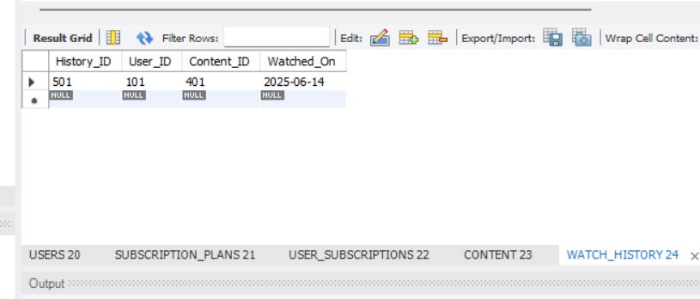 Result Grid Filter Rows: Edit: Export/Import: Wrap Cell Content:
History_ID User_ID Content_ID Watched_On
501 101 401 2025-06-14
NULL NULL NULL NULL
USERS 20 SUBSCRIPTION_PLANS 21 USER_SUBSCRIPTIONS 22 CONTENT 23 WATCH_HISTORY 24
Output